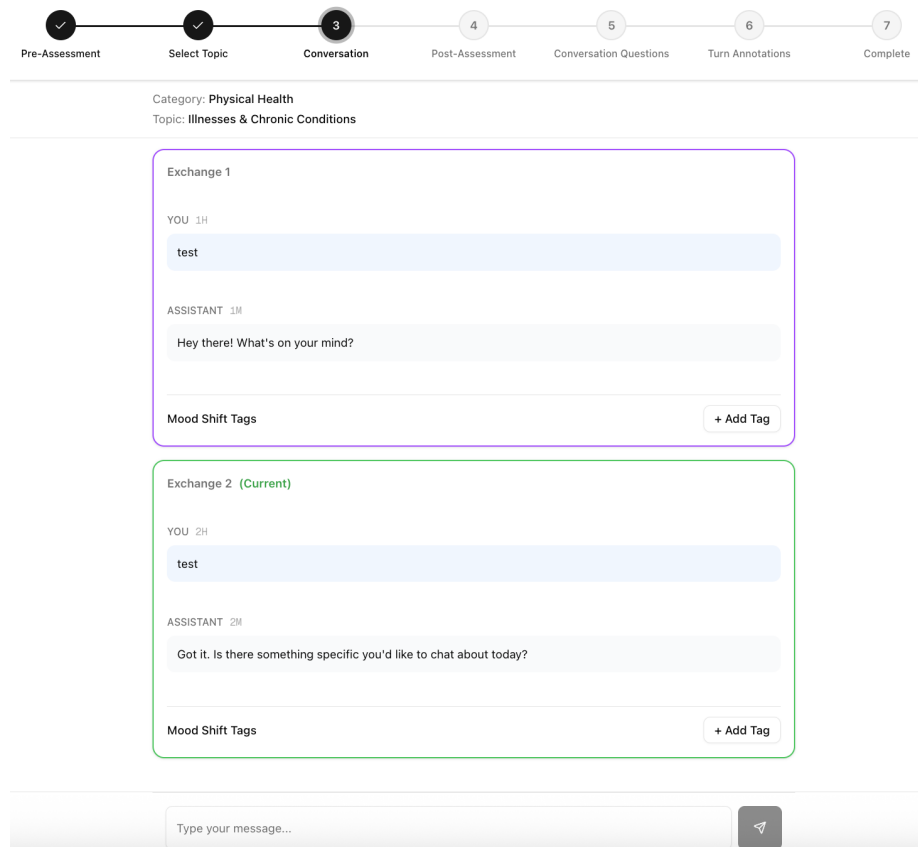 3 4 5 6 7
Pre-Assessment Select Topic Conversation Post-Assessment Conversation Questions Turn Annotations Complete
Category: Physical Health
Topic: Illnesses & Chronic Conditions
Exchange 1
YOU 1H
test
ASSISTANT 1M
Hey there! What's on your mind?
Mood Shift Tags + Add Tag
Exchange 2 (Current)
YOU 2H
test
ASSISTANT 2M
Got it. Is there something specific you'd like to chat about today?
Mood Shift Tags + Add Tag
Type your message...